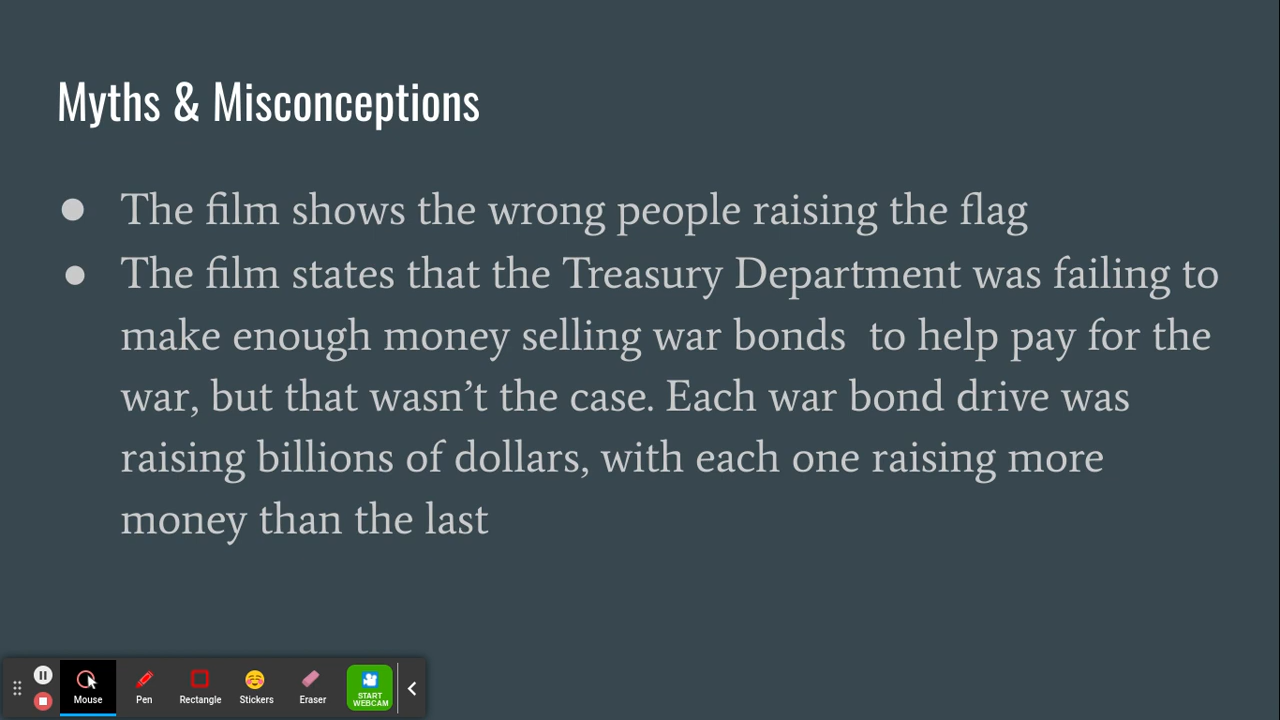 Myths & Misconceptions
● The film shows the wrong people raising the flag
● The film states that the Treasury Department was failing to
make enough money selling war bonds  to help pay for the
war, but that wasn’t the case. Each war bond drive was
raising billions of dollars, with each one raising more
money than the last
Mouse
Pen
Rectangle
Stickers
Eraser
START
WEBCAM